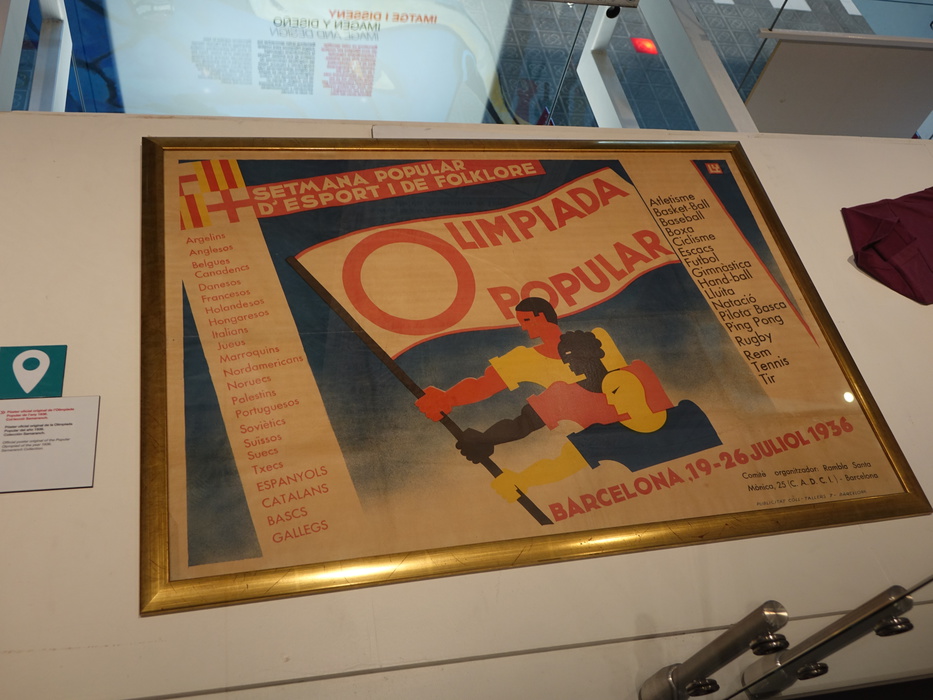 IMATGE I DISSENY
IMAGEN Y DISEÑO
IMAGE AND DESIGN
SETMANA POPULAR
D'ESPORT I DE FOLKLORE
OLIMPIADA
POPULAR
Argelins
Anglesos
Belgues
Canadencs
Danesos
Francesos
Holandesos
Hongaresos
Italians
Jueus
Marroquins
Nordamericans
Noruecs
Palestins
Portuguesos
Soviètics
Suissos
Suecs
Txecs
ESPANYOLS
CATALANS
BASCS
GALLEGS
Atletisme
Basket-Ball
Baseball
Boxa
Ciclisme
Escacs
Futbol
Gimnàstica
Hand-ball
Lluita
Natació
Pilota Basca
Ping Pong
Rugby
Rem
Tennis
Tir
BARCELONA, 19-26 JULIOL 1936
Comitè organitzador: Rambla Santa
Mònica, 25 (C. A. D. C. I.) - Barcelona